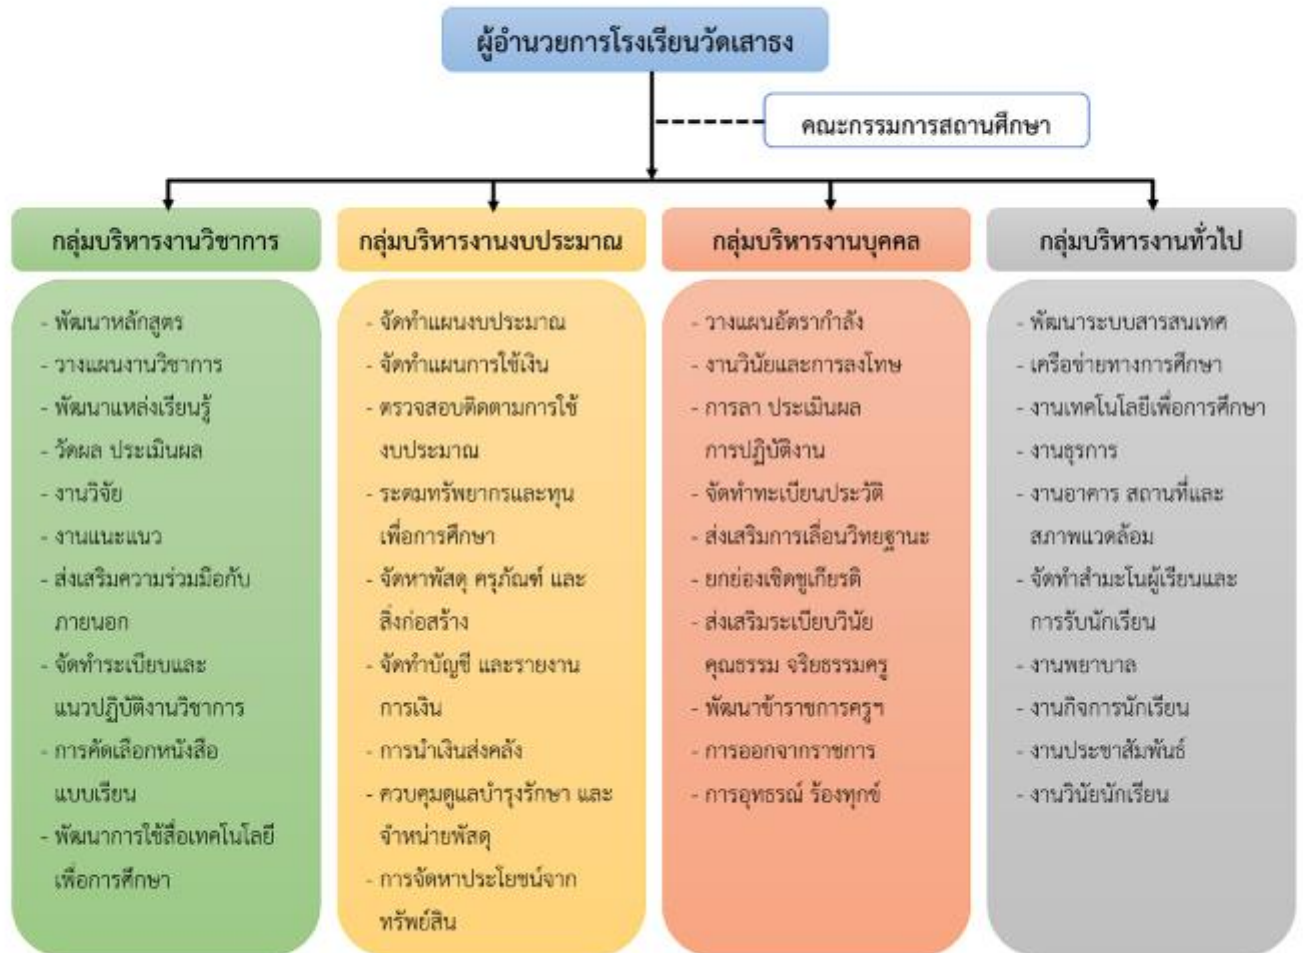 ผู้อำนวยการโรงเรียนวัดเสาธง
คณะกรรมการสถานศึกษา
กลุ่มบริหารงานวิชาการ
- พัฒนาหลักสูตร
- วางแผนงานวิชาการ
- พัฒนาแหล่งเรียนรู้
- วัดผล ประเมินผล
- งานวิจัย
- งานแนะแนว
- ส่งเสริมความร่วมมือกับ
ภายนอก
- จัดทำระเบียบและ
แนวปฏิบัติงานวิชาการ
- การคัดเลือกหนังสือ
แบบเรียน
- พัฒนาการใช้สื่อเทคโนโลยี
เพื่อการศึกษา
กลุ่มบริหารงานงบประมาณ
- จัดทำแผนงบประมาณ
- จัดทำแผนการใช้เงิน
- ตรวจสอบติดตามการใช้
งบประมาณ
- ระดมทรัพยากรและทุน
เพื่อการศึกษา
- จัดหาพัสดุ ครุภัณฑ์ และ
สิ่งก่อสร้าง
- จัดทำบัญชี และรายงาน
การเงิน
- การนำเงินส่งคลัง
- ควบคุมดูแลบำรุงรักษา และ
จำหน่ายพัสดุ
- การจัดหาประโยชน์จาก
ทรัพย์สิน
กลุ่มบริหารงานบุคคล
- วางแผนอัตรากำลัง
- งานวินัยและการลงโทษ
- การลา ประเมินผล
การปฏิบัติงาน
- จัดทำทะเบียนประวัติ
- ส่งเสริมการเลื่อนวิทยฐานะ
- ยกย่องเชิดชูเกียรติ
- ส่งเสริมระเบียบวินัย
คุณธรรม จริยธรรมครู
- พัฒนาข้าราชการครูฯ
- การออกจากราชการ
- การอุทธรณ์ ร้องทุกข์
กลุ่มบริหารงานทั่วไป
- พัฒนาระบบสารสนเทศ
- เครือข่ายทางการศึกษา
- งานเทคโนโลยีเพื่อการศึกษา
- งานธุรการ
- งานอาคาร สถานที่และ
สภาพแวดล้อม
- จัดทำสำมะโนผู้เรียนและ
การรับนักเรียน
- งานพยาบาล
- งานกิจการนักเรียน
- งานประชาสัมพันธ์
- งานวินัยนักเรียน